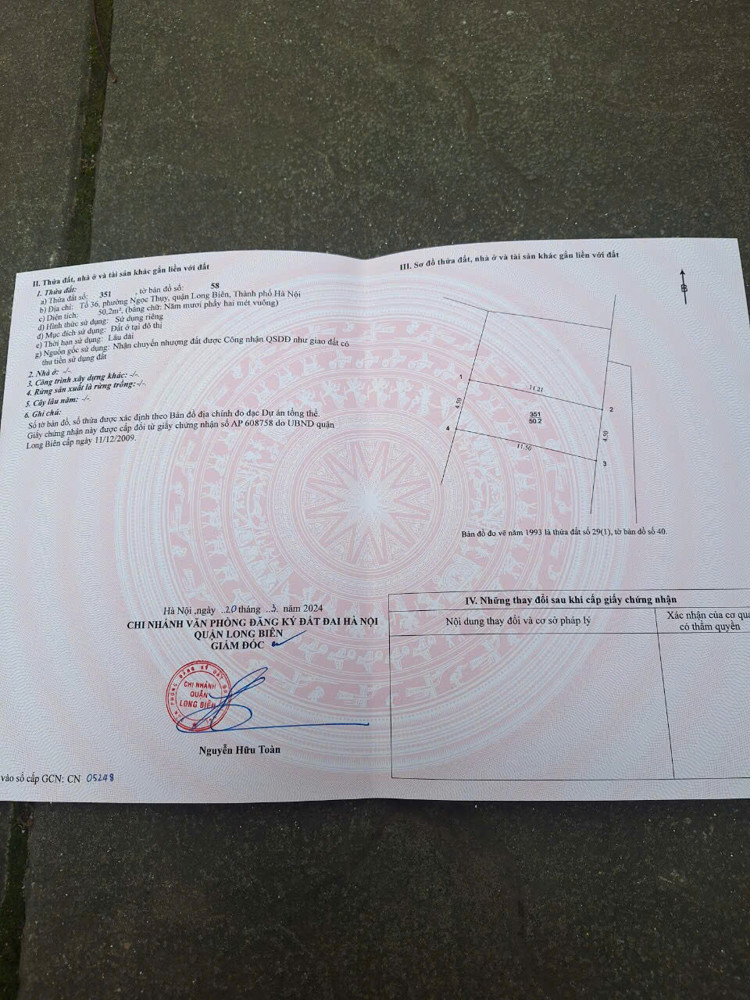 II. Thửa đất, nhà ở và tài sản khác gắn liền với đất
1. Thửa đất:
a) Thửa đất số: 351 , tờ bản đồ số: 58
b) Địa chỉ: Tổ 36, phường Ngọc Thụy, quận Long Biên, Thành phố Hà Nội
c) Diện tích: 50,2m², (bằng chữ: Năm mươi phẩy hai mét vuông)
d) Hình thức sử dụng: Sử dụng riêng
đ) Mục đích sử dụng: Đất ở tại đô thị
e) Thời hạn sử dụng: Lâu dài
g) Nguồn gốc sử dụng: Nhận chuyển nhượng đất được Công nhận QSDĐ như giao đất có
thu tiền sử dụng đất
2. Nhà ở: -/-
3. Công trình xây dựng khác: -/-
4. Rừng sản xuất là rừng trồng: -/-
5. Cây lâu năm: -/-
6. Ghi chú:
Số tờ bản đồ, số thửa được xác định theo Bản đồ địa chính đo đạc Dự án tổng thể.
Giấy chứng nhận này được cấp đổi từ giấy chứng nhận số AP 608758 do UBND quận
Long Biên cấp ngày 11/12/2009.
Hà Nội ,ngày ..20 tháng ..3. năm 2024
CHI NHÁNH VĂN PHÒNG ĐĂNG KÝ ĐẤT ĐAI HÀ NỘI
QUẬN LONG BIÊN
GIÁM ĐỐC
CHI NHÁNH
QUẬN
LONG BIÊN
Nguyễn Hữu Toàn
vào sổ cấp GCN: CN 05248
III. Sơ đồ thửa đất, nhà ở và tài sản khác gắn liền với đất
B
1
11.21
2
4.50
351
50.2
4.50
4
11.10
3
Bản đồ đo vẽ năm 1993 là thửa đất số 29(1), tờ bản đồ số 40.
IV. Những thay đổi sau khi cấp giấy chứng nhận
Nội dung thay đổi và cơ sở pháp lý
Xác nhận của cơ qua
có thẩm quyền